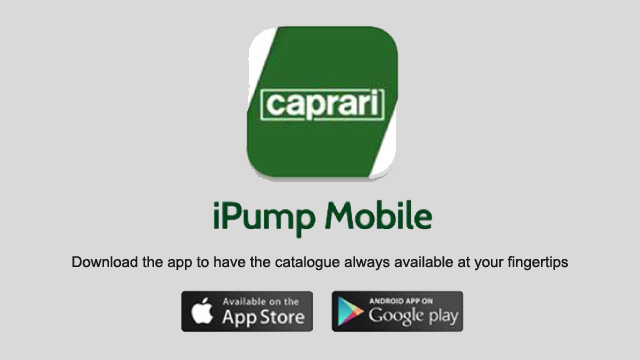 caprari
iPump Mobile
Download the app to have the catalogue always available at your fingertips
Available on the
App Store
ANDROID APP ON
Google play